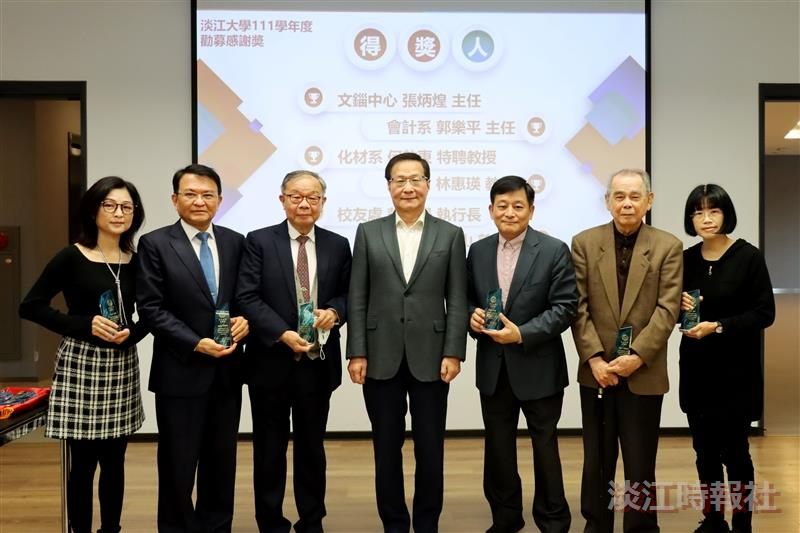 淡江大學111學年度
勸募感謝獎
得獎人
文錙中心 張炳煌 主任
會計系 郭樂平 主任
化材系 特聘教授
林惠瑛
校友處 執行長
淡江時報社